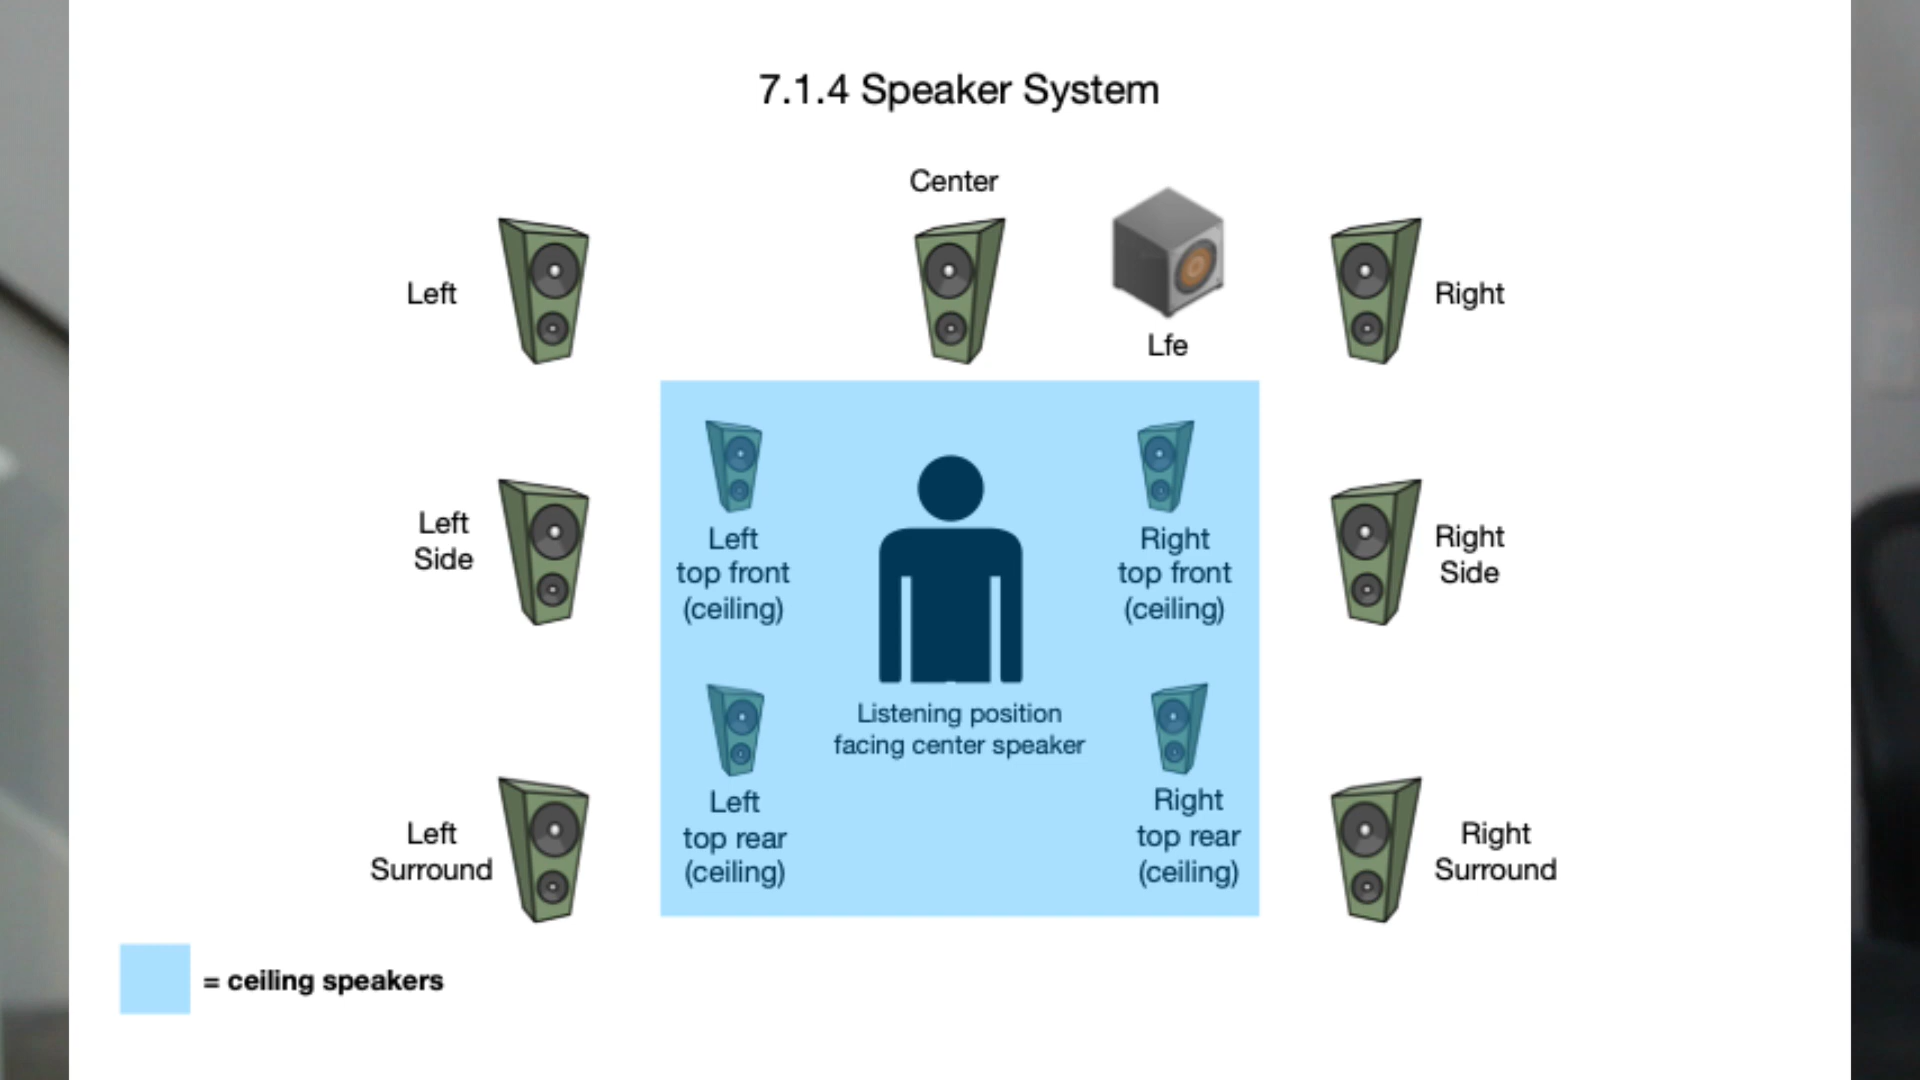 7.1.4 Speaker System
Center
Left
Lfe
Right
Left
Side
Left
top front
(ceiling)
Right
top front
(ceiling)
Right
Side
Listening position
facing center speaker
Left
Surround
Left
top rear
(ceiling)
Right
top rear
(ceiling)
Right
Surround
= ceiling speakers